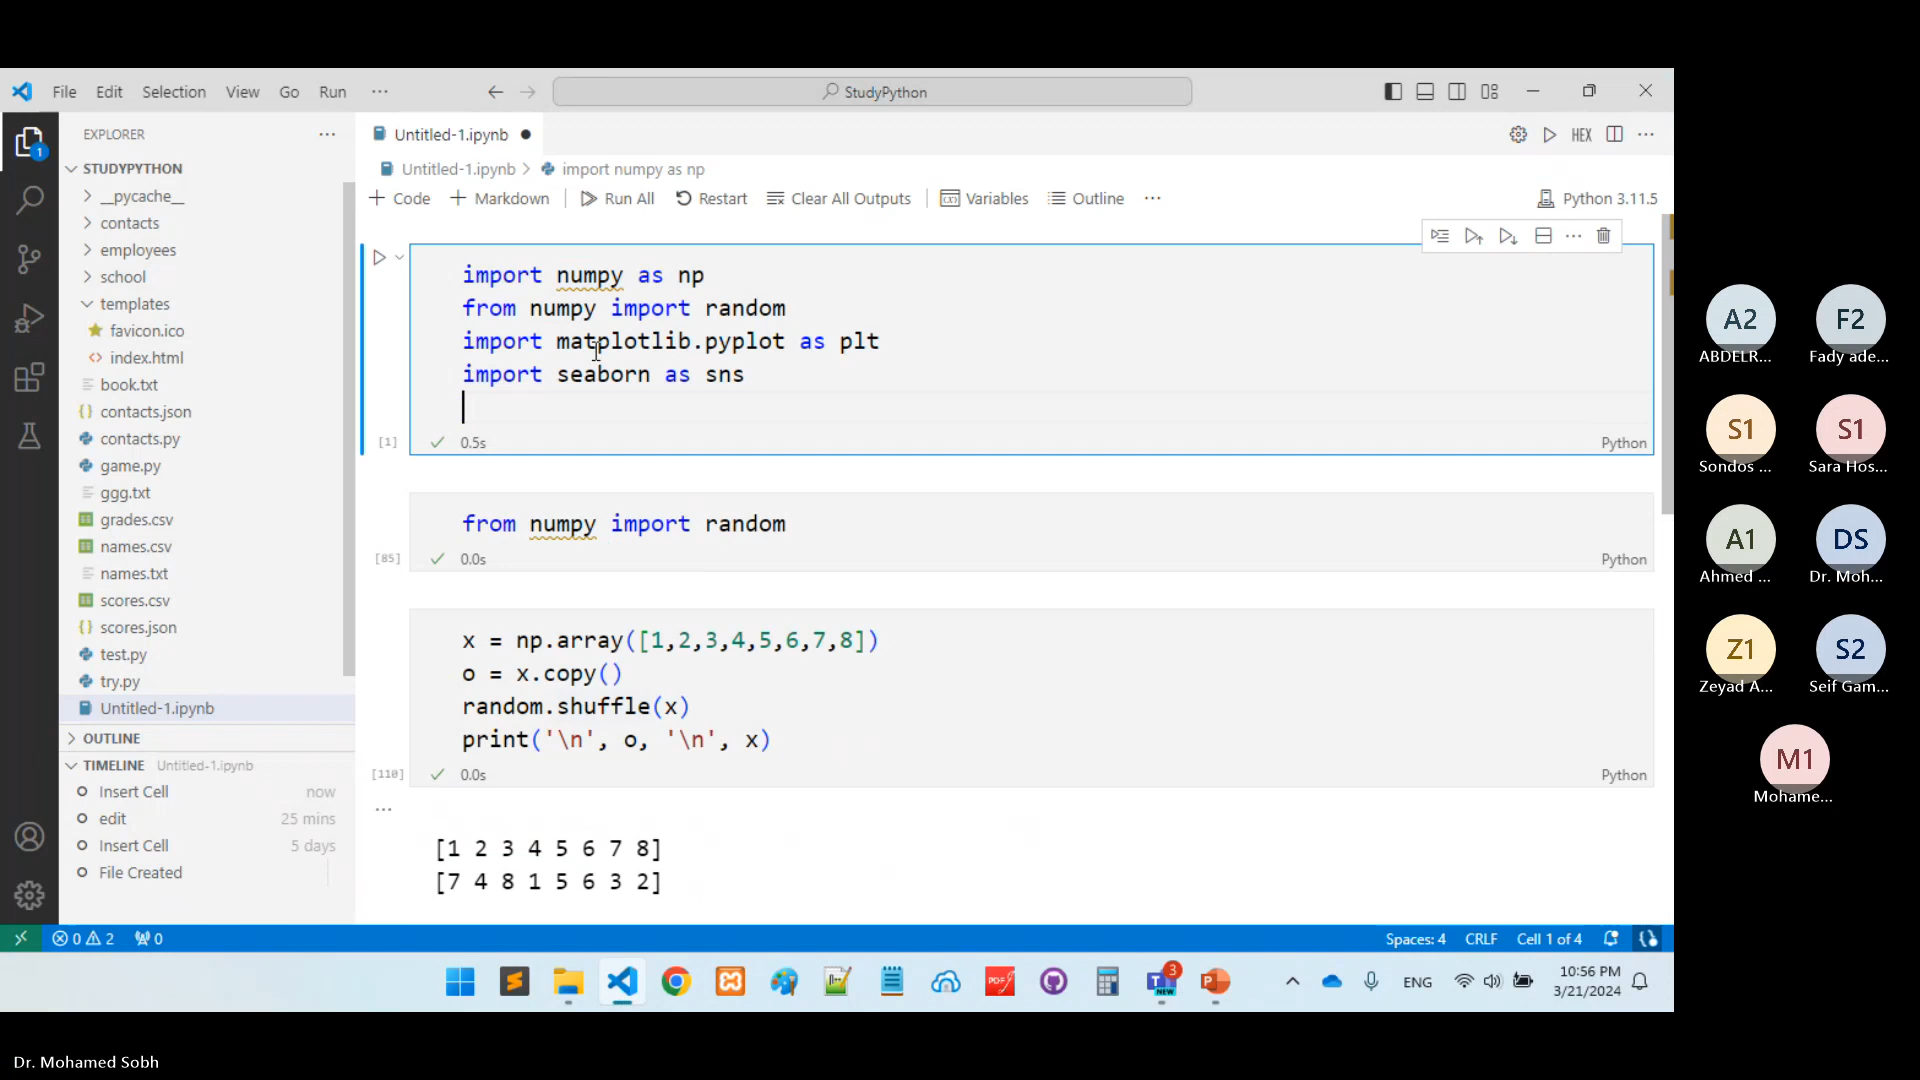 File Edit Selection View Go Run ···
StudyPython
EXPLORER
Untitled-1.ipynb
HEX
STUDYPYTHON
Untitled-1.ipynb > import numpy as np
+ Code + Markdown Run All Restart Clear All Outputs Variables Outline ··· Python 3.11.5
__pycache__
contacts
employees
school
templates
favicon.ico
index.html
book.txt
contacts.json
contacts.py
game.py
ggg.txt
grades.csv
names.csv
names.txt
scores.csv
scores.json
test.py
try.py
Untitled-1.ipynb
OUTLINE
TIMELINE Untitled-1.ipynb
Insert Cell now
edit 25 mins
Insert Cell 5 days
File Created
1
import numpy as np
from numpy import random
import matplotlib.pyplot as plt
import seaborn as sns
[1] 0.5s Python
from numpy import random
[85] 0.0s Python
x = np.array([1,2,3,4,5,6,7,8])
o = x.copy()
random.shuffle(x)
print('\n', o, '\n', x)
[110] 0.0s Python
···
[1 2 3 4 5 6 7 8]
[7 4 8 1 5 6 3 2]
0 2 0
Spaces: 4 CRLF Cell 1 of 4
3
NEW
ENG
10:56 PM
3/21/2024
A2
ABDELR...
F2
Fady ade...
S1
Sondos ...
S1
Sara Hos...
A1
Ahmed ...
DS
Dr. Moh...
Z1
Zeyad A...
S2
Seif Gam...
M1
Mohame...
Dr. Mohamed Sobh